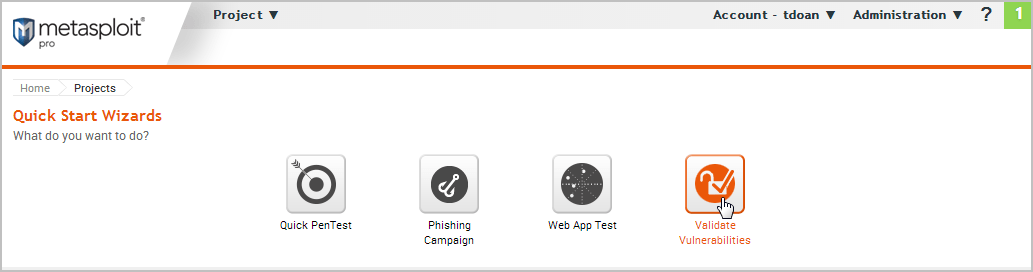 metasploit®
pro
Project ▼
Account - tdoan ▼
Administration ▼
?
1
Home
Projects
Quick Start Wizards
What do you want to do?
Quick PenTest
Phishing
Campaign
Web App Test
Validate
Vulnerabilities